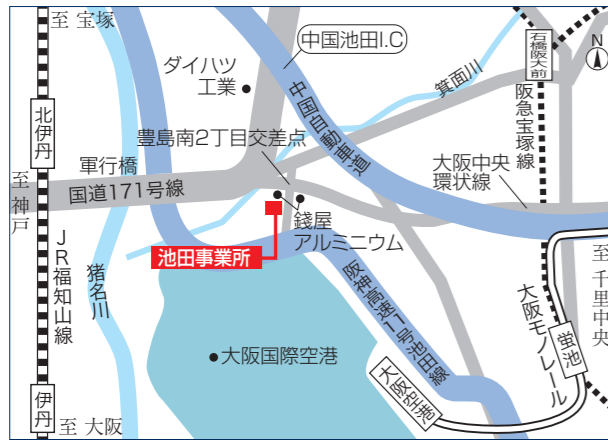 至 宝塚
中国池田I.C
石橋阪大前
N
ダイハツ
工業
箕面川
北伊丹
中国自動車道
阪急宝塚線
豊島南2丁目交差点
軍行橋
大阪中央
環状線
至 神戸
国道171号線
銭屋
アルミニウム
池田事業所
JR福知山線
猪名川
阪神高速11号池田線
至 千里中央
大阪モノレール
蛍池
大阪国際空港
大阪空港
伊丹
至 大阪